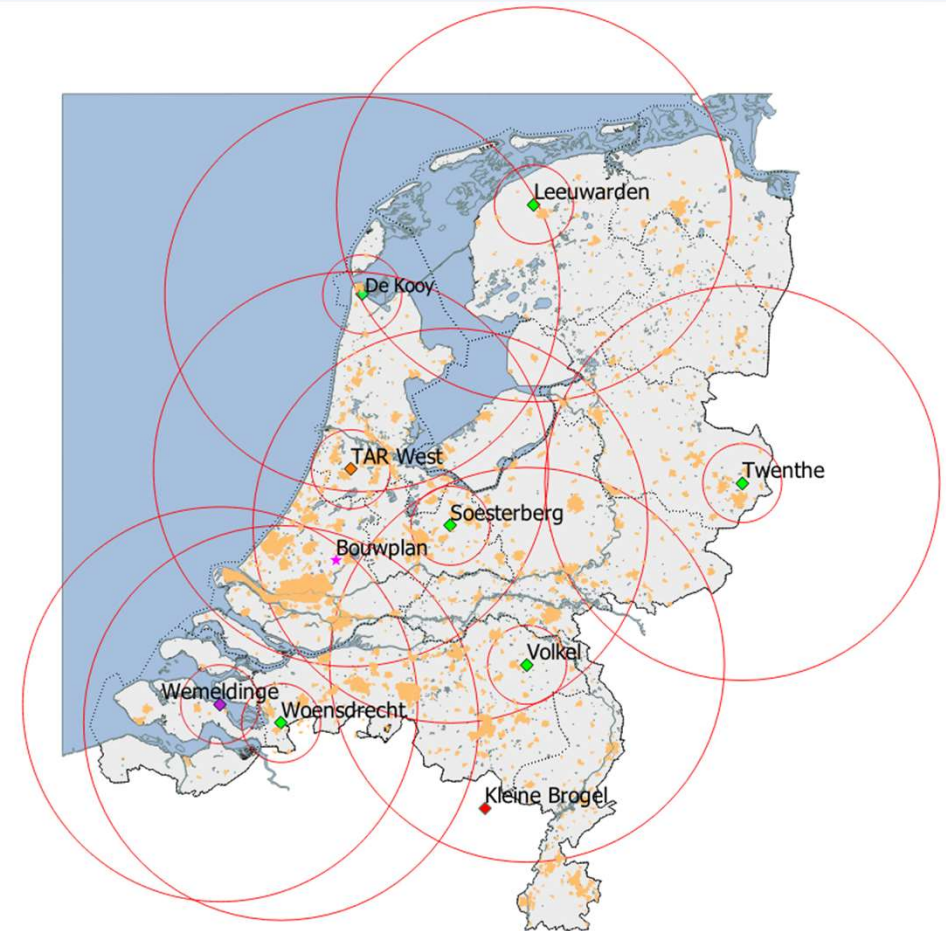 Leeuwarden
De Kooy
TAR West
Twenthe
Soesterberg
Bouwplan
Volkel
Wemeldinge
Woensdrecht
Kleine Brogel